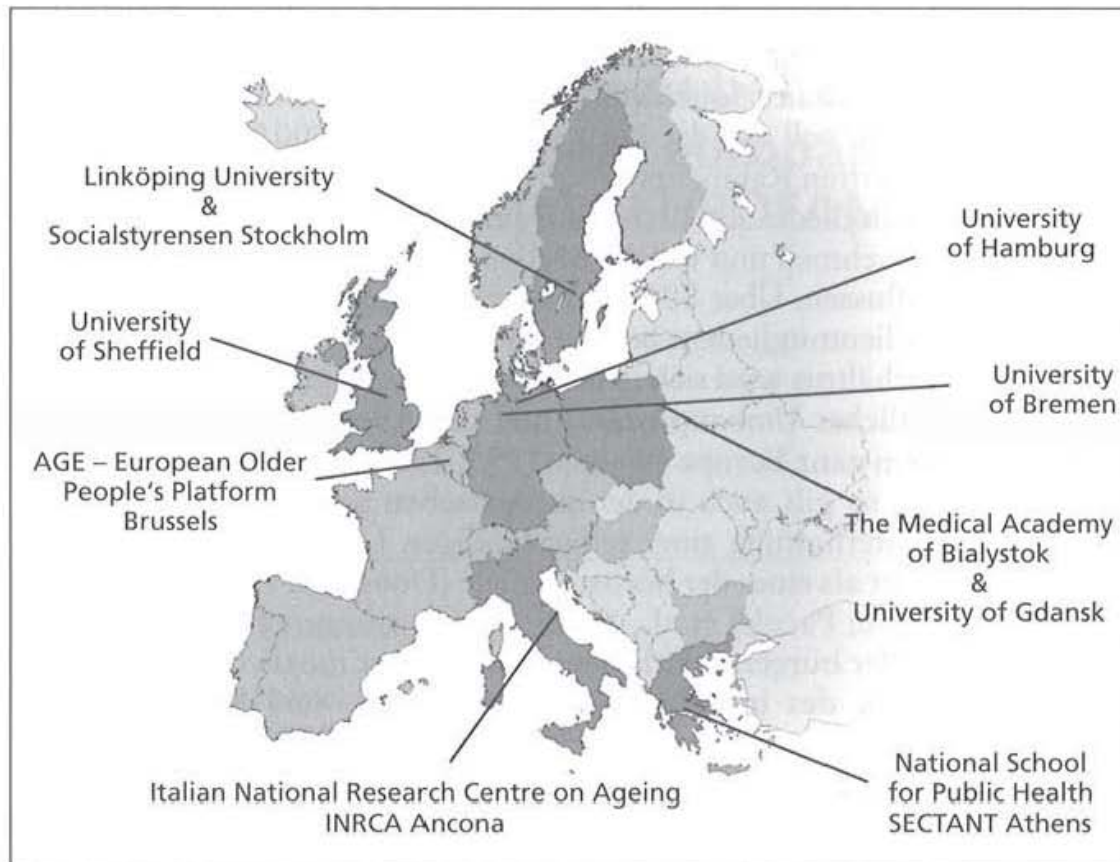 Linköping University
&
Socialstyrensen Stockholm
University
of Hamburg
University
of Sheffield
University
of Bremen
AGE – European Older
People's Platform
Brussels
The Medical Academy
of Bialystok
&
University of Gdansk
Italian National Research Centre on Ageing
INRCA Ancona
National School
for Public Health
SECTANT Athens